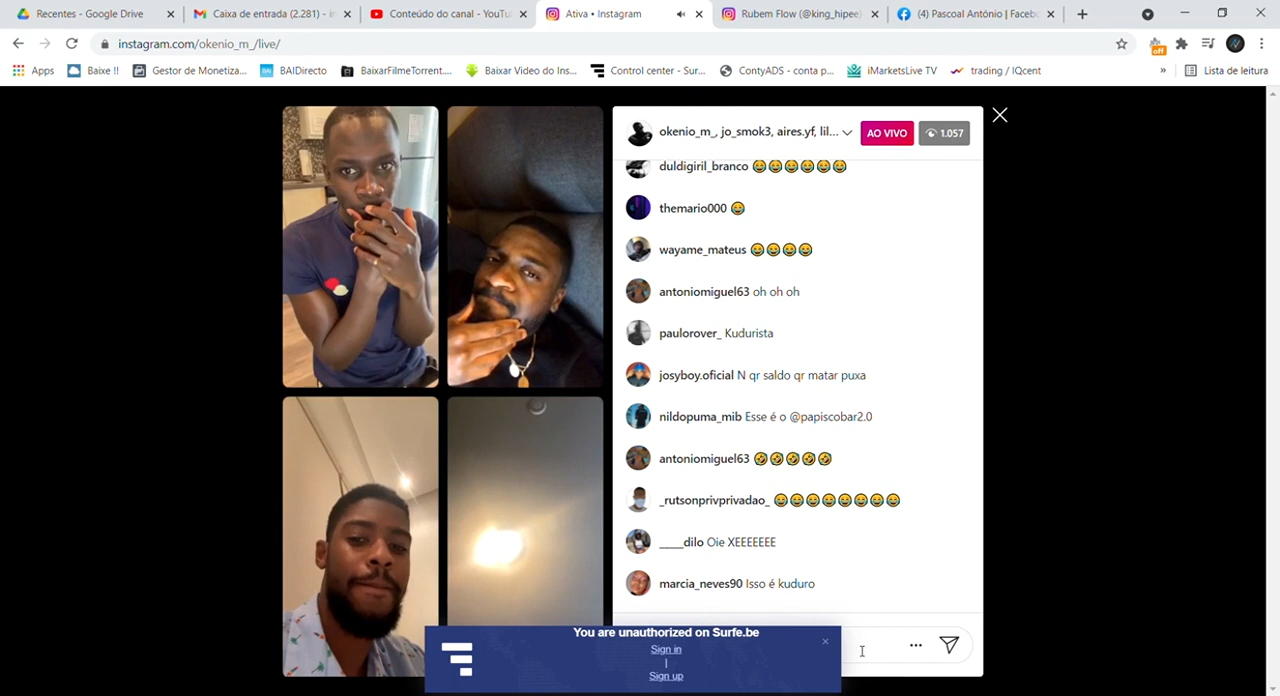 Recentes - Google Drive
Caixa de entrada (2.281) - in
Conteúdo do canal - YouTu
Ativa • Instagram
Rubem Flow (@king_hipee)
(4) Pascoal António | Faceb
instagram.com/okenio_m_/live/
off
Apps
Baixe !!
Gestor de Monetiza...
BAI
BAIDirecto
BaixarFilmeTorrent....
Baixar Video do Ins...
Control center - Sur...
ContyADS - conta p...
iMarketsLive TV
trading / IQcent
»
Lista de leitura
okenio_m_, jo_smok3, aires.yf, lil...
AO VIVO
1.057
duldigiril_branco 😂😂😂😂😂😂
themario000 😂
wayame_mateus 😂😂😂😂
antoniomiguel63 oh oh oh
paulorover_ Kudurista
josyboy.oficial N qr saldo qr matar puxa
nildopuma_mib Esse é o @papiscobar2.0
antoniomiguel63 🤣🤣🤣🤣🤣
_rutsonprivprivadao_ 😂😂😂😂😂😂😂😂
____dilo Oie XEEEEEEE
marcia_neves90 Isso é kuduro
You are unauthorized on Surfe.be
Sign in
|
Sign up